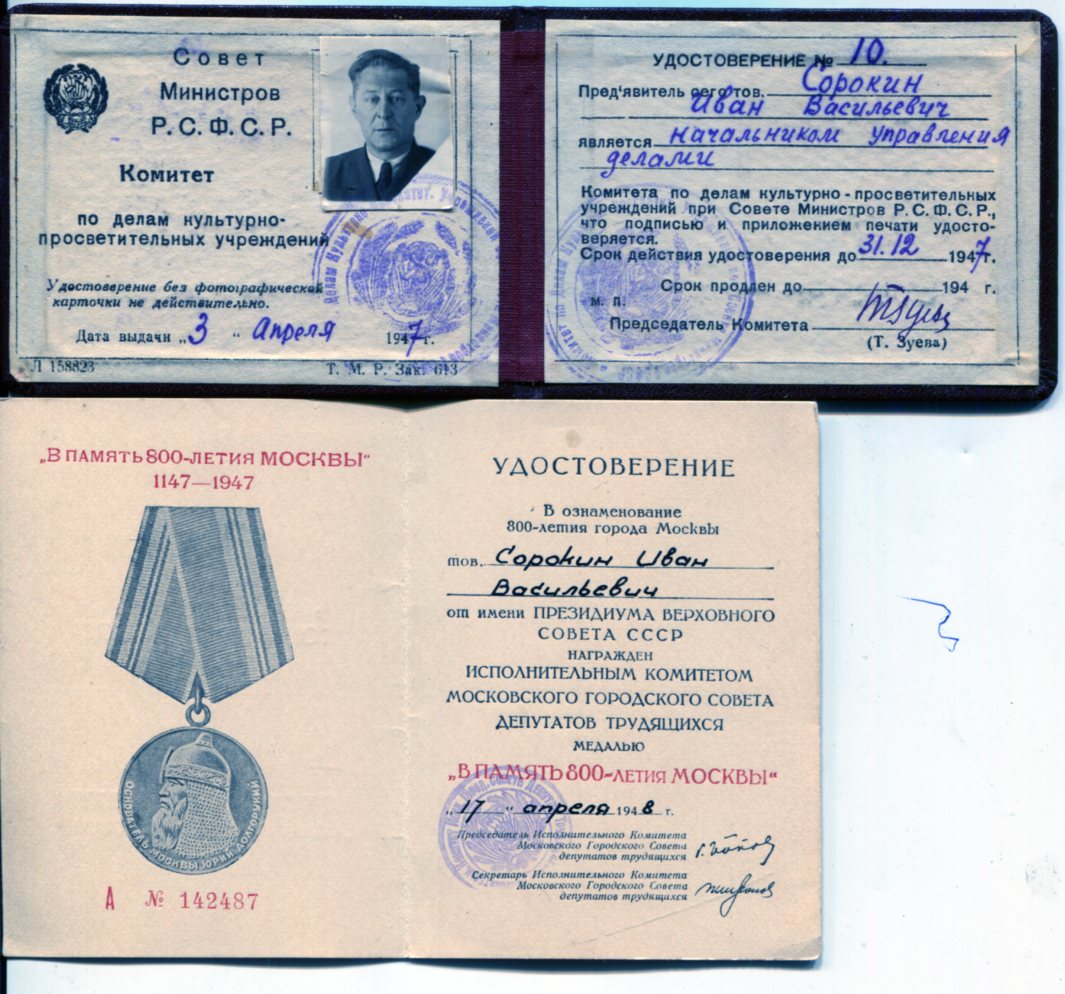 Совет
Министров
Р.С.Ф.С.Р.
Комитет
по делам культурно-
просветительных учреждений
Удостоверение без фотографической
карточки не действительно.
Дата выдачи „3 " Апреля 1947 г.
Л 158823 Т. М. Р. Зак. 613
УДОСТОВЕРЕНИЕ № 10.
Пред'явитель сего тов. Сорокин
Иван Васильевич
является начальником управления
делами
Комитета по делам культурно-просветительных
учреждений при Совете Министров Р.С.Ф.С.Р.,
что подписью и приложением печати удосто-
веряется.
Срок действия удостоверения до 31.12 1947 г.
Срок продлен до 194 г.
м. п.
Председатель Комитета
(Т. Зуева)
„В ПАМЯТЬ 800-ЛЕТИЯ МОСКВЫ“
1147—1947
ОСНОВАТЕЛЬ МОСКВЫ ЮРИЙ ДОЛГОРУКИЙ
А № 142487
УДОСТОВЕРЕНИЕ
В ознаменование
800-летия города Москвы
тов. Сорокин Иван
Васильевич
от имени ПРЕЗИДИУМА ВЕРХОВНОГО
СОВЕТА СССР
НАГРАЖДЕН
ИСПОЛНИТЕЛЬНЫМ КОМИТЕТОМ
МОСКОВСКОГО ГОРОДСКОГО СОВЕТА
ДЕПУТАТОВ ТРУДЯЩИХСЯ
МЕДАЛЬЮ
„В ПАМЯТЬ 800-ЛЕТИЯ МОСКВЫ“
„17 " апреля 1948 г.
Председатель Исполнительного Комитета
Московского Городского Совета
депутатов трудящихся
Секретарь Исполнительного Комитета
Московского Городского Совета
депутатов трудящихся